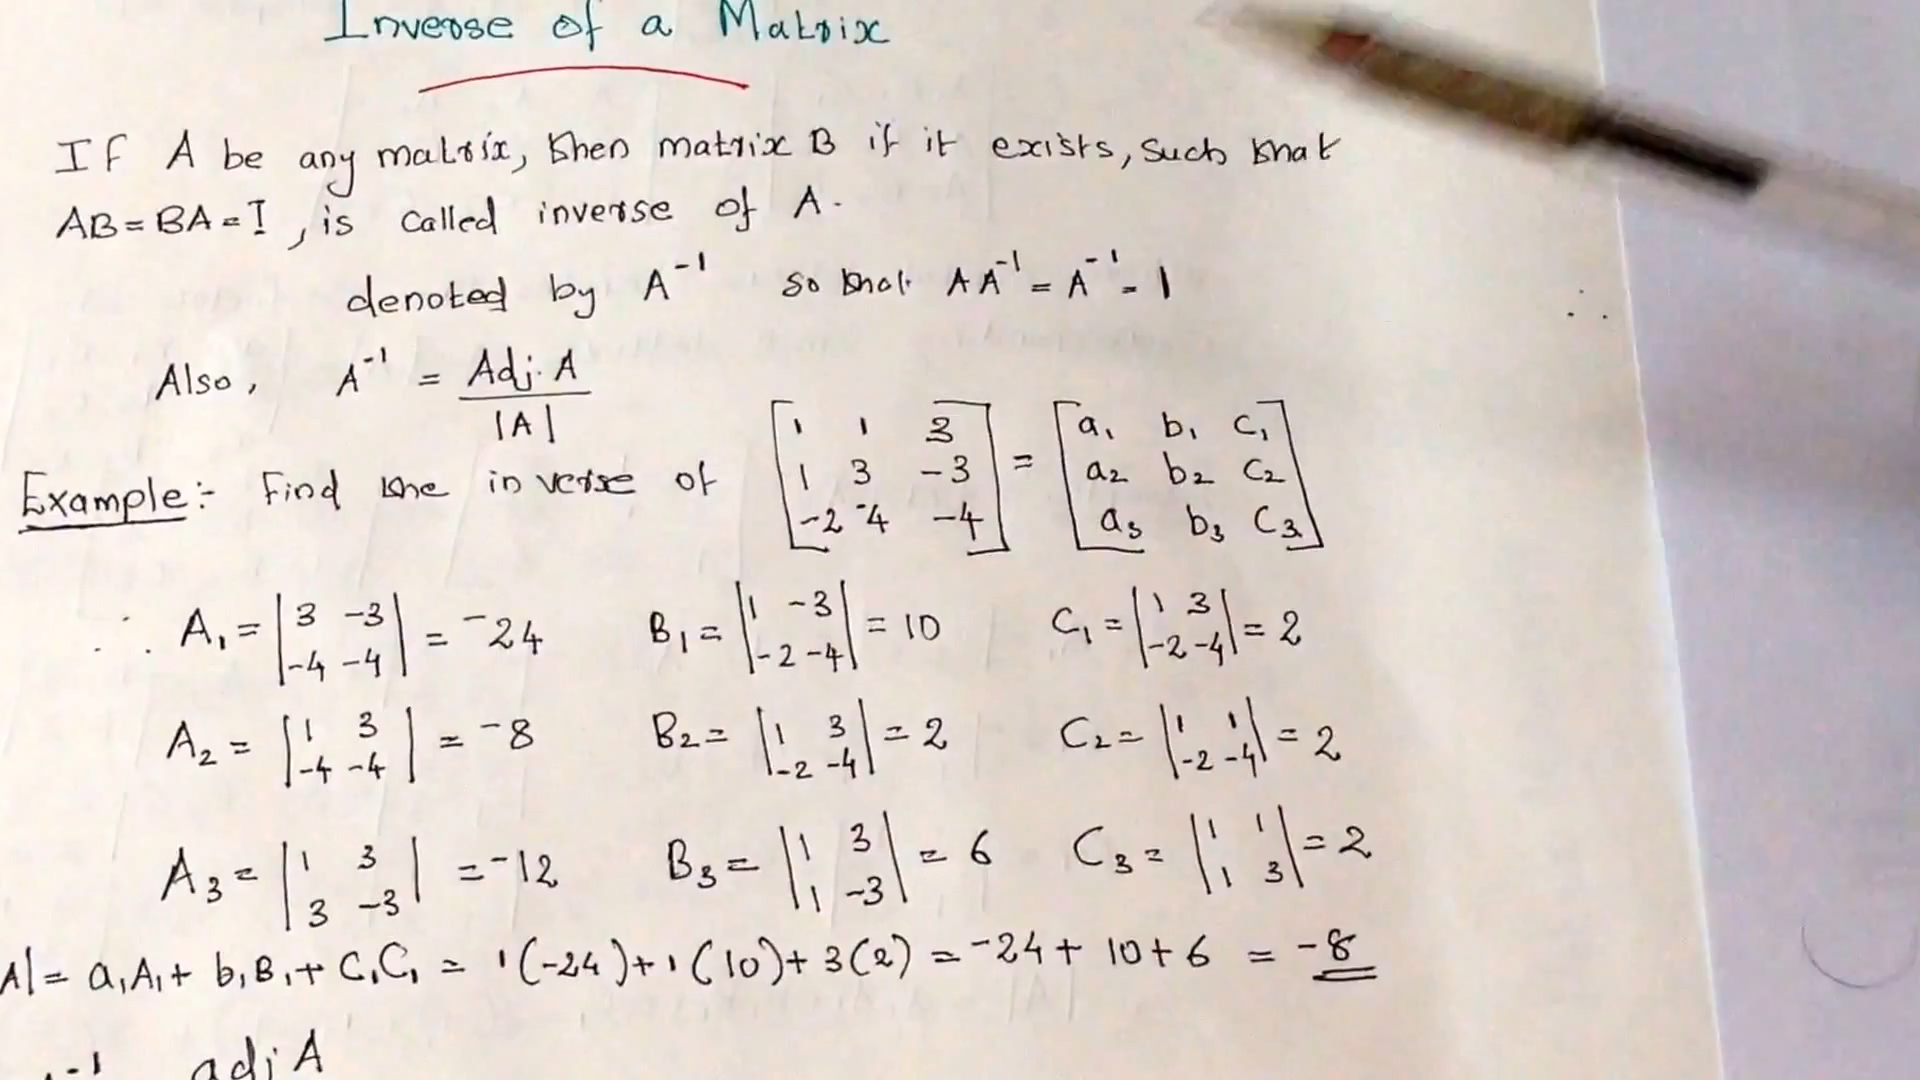 Inverse of a Matrix
If A be any matrix, then matrix B if it exists, such that
AB = BA = I, is called inverse of A.
denoted by A⁻¹ so that AA⁻¹ = A⁻¹ = I
Also, A⁻¹ = Adj. A / |A|
Example:- Find the inverse of [1 1 3; 1 3 -3; -2 -4 -4] = [a₁ b₁ c₁; a₂ b₂ c₂; a₃ b₃ c₃]
∴ A₁ = |3 -3; -4 -4| = -24 B₁ = |1 -3; -2 -4| = 10 C₁ = |1 3; -2 -4| = 2
A₂ = |1 3; -4 -4| = -8 B₂ = |1 3; -2 -4| = 2 C₂ = |1 1; -2 -4| = 2
A₃ = |1 3; 3 -3| = -12 B₃ = |1 3; 1 -3| = 6 C₃ = |1 1; 1 3| = 2
A| = a₁A₁ + b₁B₁ + C₁C₁ = 1(-24) + 1(10) + 3(2) = -24 + 10 + 6 = -8
adj A